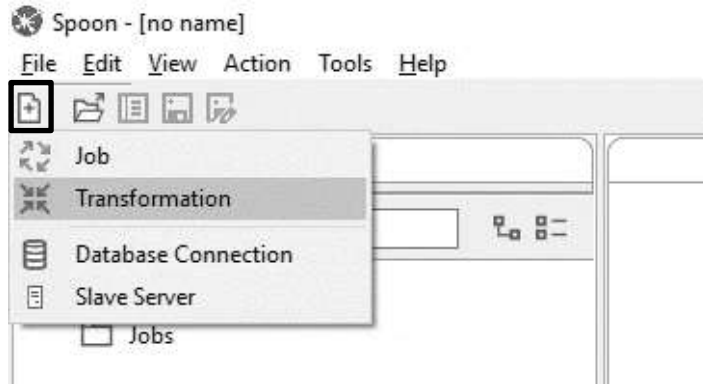 Spoon - [no name]
File Edit View Action Tools Help
Job
Transformation
Database Connection
Slave Server
Jobs